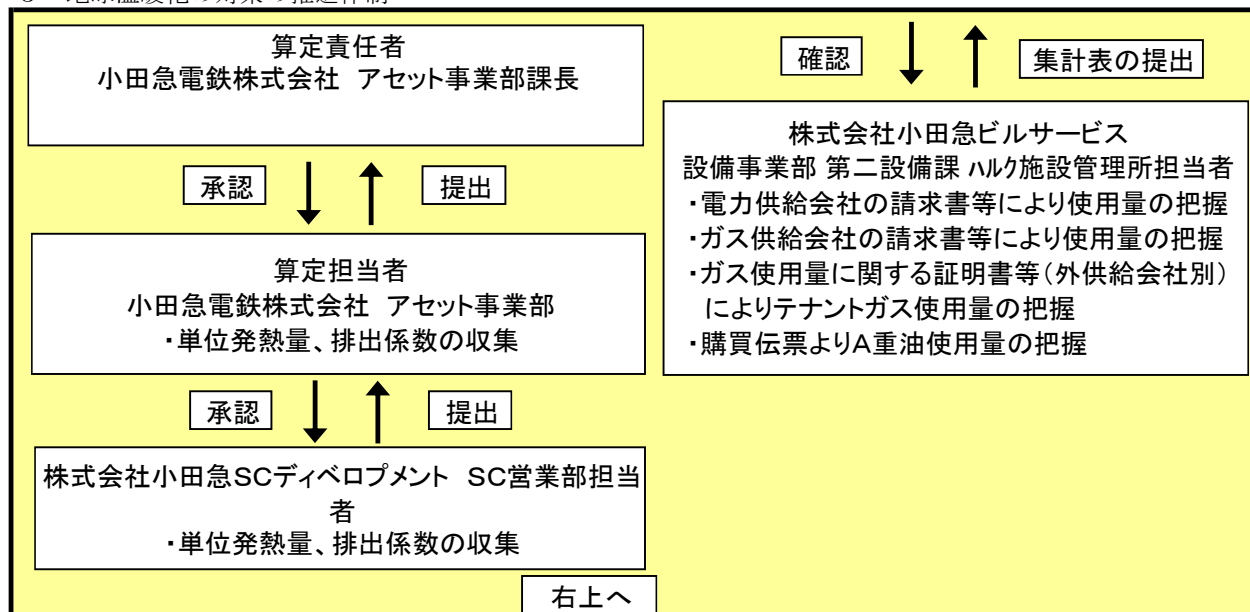 算定責任者
小田急電鉄株式会社 アセット事業部課長
承認
提出
算定担当者
小田急電鉄株式会社 アセット事業部
・単位発熱量、排出係数の収集
承認
提出
株式会社小田急SCディベロプメント SC営業部担当
者
・単位発熱量、排出係数の収集
右上へ
確認
集計表の提出
株式会社小田急ビルサービス
設備事業部 第二設備課 ハルク施設管理所担当者
・電力供給会社の請求書等により使用量の把握
・ガス供給会社の請求書等により使用量の把握
・ガス使用量に関する証明書等(外供給会社別)
によりテナントガス使用量の把握
・購買伝票よりA重油使用量の把握